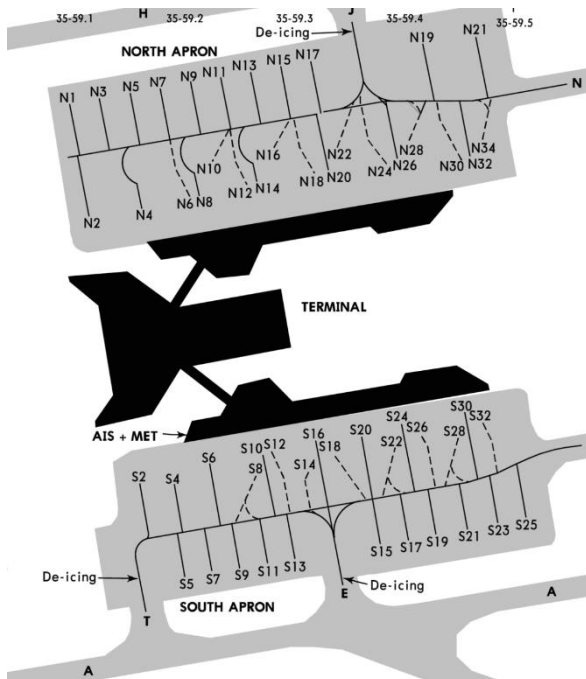 H
J
35-59.1
35-59.2
35-59.3
35-59.4
35-59.5
De-icing
NORTH APRON
N19
N21
N17
N15
N13
N11
N9
N7
N5
N3
N1
N
N2
N4
N6
N8
N10
N12
N14
N16
N18
N20
N22
N24
N26
N28
N30
N32
N34
TERMINAL
AIS + MET
S2
S4
S6
S8
S10
S12
S14
S16
S18
S20
S22
S24
S26
S28
S30
S32
S5
S7
S9
S11
S13
S15
S17
S19
S21
S23
S25
De-icing
De-icing
SOUTH APRON
T
E
A
A